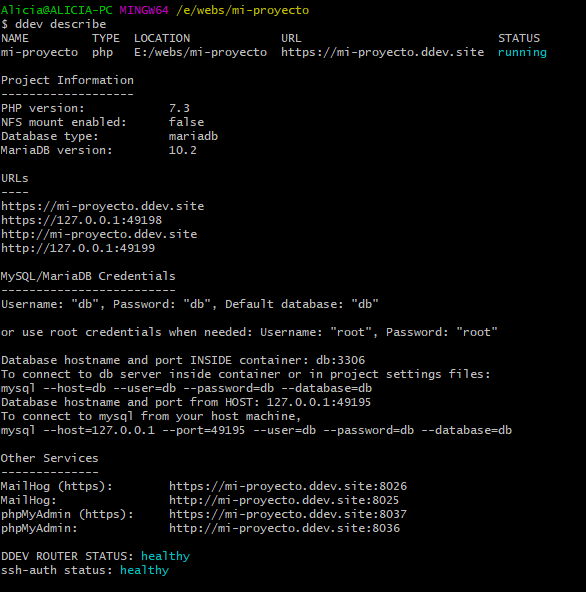 Alicia@ALICIA-PC MINGW64 /e/webs/mi-proyecto
$ ddev describe
NAME         TYPE  LOCATION             URL                           STATUS
mi-proyecto  php   E:/webs/mi-proyecto  https://mi-proyecto.ddev.site  running
Project Information
-------------------
PHP version:            7.3
NFS mount enabled:      false
Database type:          mariadb
MariaDB version:        10.2
URLs
----
https://mi-proyecto.ddev.site
https://127.0.0.1:49198
http://mi-proyecto.ddev.site
http://127.0.0.1:49199
MySQL/MariaDB Credentials
-------------------------
Username: "db", Password: "db", Default database: "db"
or use root credentials when needed: Username: "root", Password: "root"
Database hostname and port INSIDE container: db:3306
To connect to db server inside container or in project settings files:
mysql --host=db --user=db --password=db --database=db
Database hostname and port from HOST: 127.0.0.1:49195
To connect to mysql from your host machine,
mysql --host=127.0.0.1 --port=49195 --user=db --password=db --database=db
Other Services
--------------
MailHog (https):        https://mi-proyecto.ddev.site:8026
MailHog:                http://mi-proyecto.ddev.site:8025
phpMyAdmin (https):     https://mi-proyecto.ddev.site:8037
phpMyAdmin:             http://mi-proyecto.ddev.site:8036
DDEV ROUTER STATUS: healthy
ssh-auth status: healthy